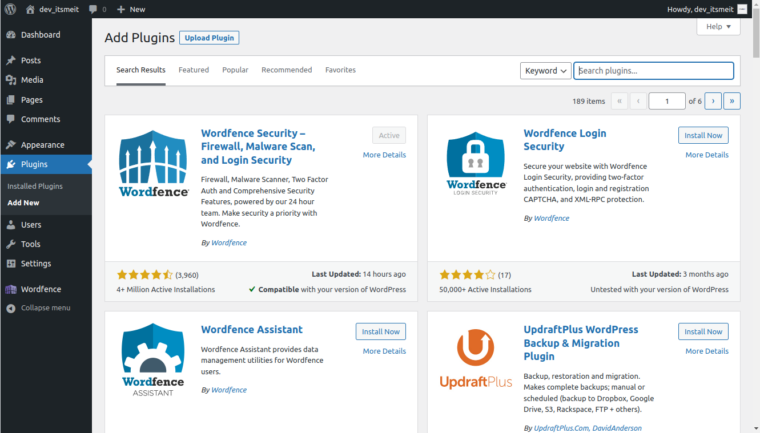 dev_itsmeit
0
New
Howdy, dev_itsmeit
Dashboard
Posts
Media
Pages
Comments
Appearance
Plugins
Installed Plugins
Add New
Users
Tools
Settings
Wordfence
Collapse menu
Help
Add Plugins
Upload Plugin
Search Results
Featured
Popular
Recommended
Favorites
Keyword
Search plugins...
189 items
«
‹
1
of 6
›
»
Wordfence
Wordfence Security –
Firewall, Malware Scan,
and Login Security
Active
More Details
Firewall, Malware Scanner, Two Factor
Auth and Comprehensive Security
Features, powered by our 24 hour
team. Make security a priority with
Wordfence.
By Wordfence
(3,960)
4+ Million Active Installations
Last Updated: 14 hours ago
Compatible with your version of WordPress
Wordfence
LOGIN SECURITY
Wordfence Login
Security
Install Now
More Details
Secure your website with Wordfence
Login Security, providing two-factor
authentication, login and registration
CAPTCHA, and XML-RPC protection.
By Wordfence
(17)
50,000+ Active Installations
Last Updated: 3 months ago
Untested with your version of WordPress
Wordfence
ASSISTANT
Wordfence Assistant
Install Now
More Details
Wordfence Assistant provides data
management utilities for Wordfence
users.
By Wordfence
UpdraftPlus
UpdraftPlus WordPress
Backup & Migration
Plugin
Install Now
More Details
Backup, restoration and migration.
Makes complete backups; manual or
scheduled (backup to Dropbox, Google
Drive, S3, Rackspace, FTP + others).
By UpdraftPlus.Com, DavidAnderson